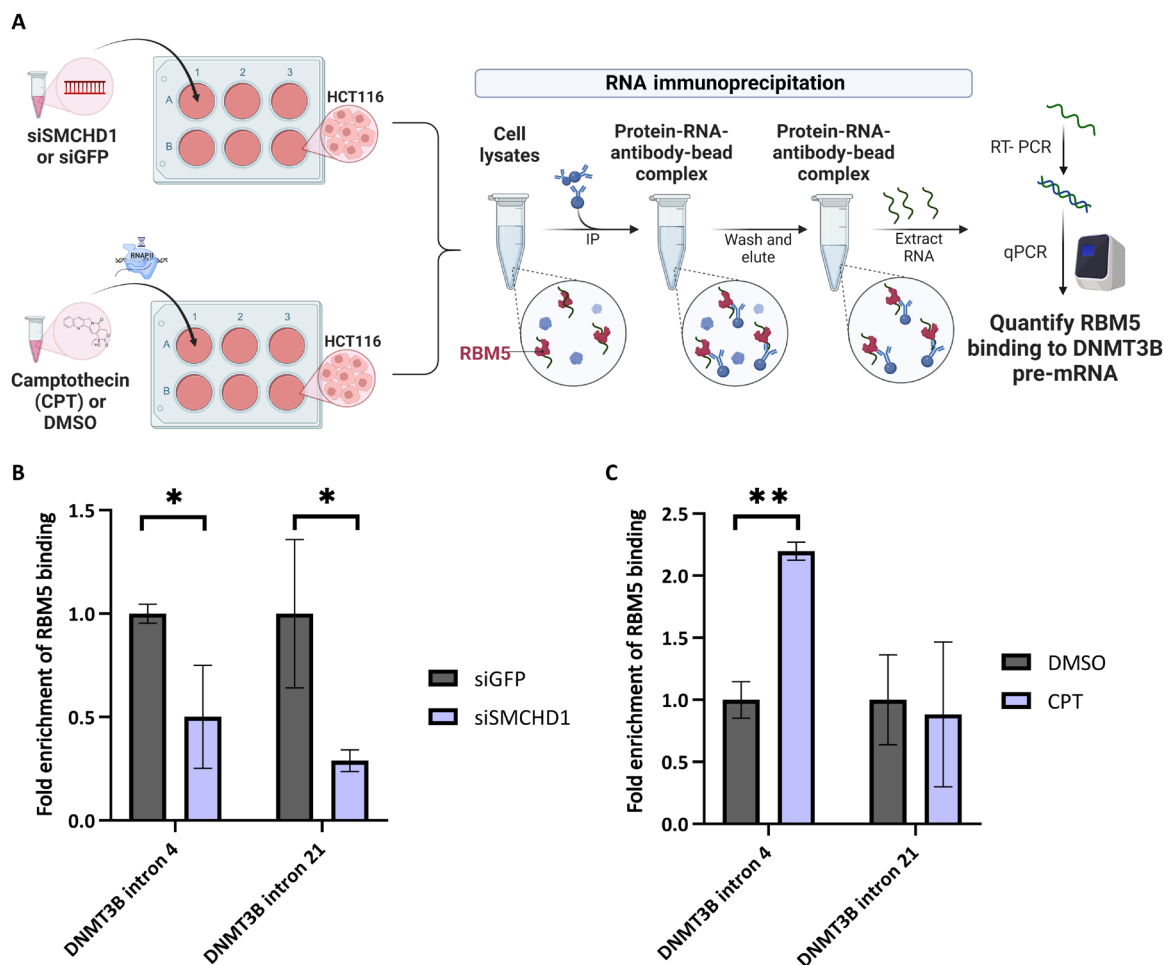 A
siSMCHD1
or siGFP
1 2 3
A
B
HCT116
RNAPII
Camptothecin
(CPT) or
DMSO
1 2 3
A
B
HCT116
RNA immunoprecipitation
Cell
lysates
IP
Protein-RNA-
antibody-bead
complex
Wash and
elute
Protein-RNA-
antibody-bead
complex
Extract
RNA
RBM5
RT- PCR
qPCR
Quantify RBM5
binding to DNMT3B
pre-mRNA
B
Fold enrichment of RBM5 binding
1.5
1.0
0.5
0.0
*
*
DNMT3B intron 4
DNMT3B intron 21
siGFP
siSMCHD1
C
Fold enrichment of RBM5 binding
2.5
2.0
1.5
1.0
0.5
0.0
**
DNMT3B intron 4
DNMT3B intron 21
DMSO
CPT